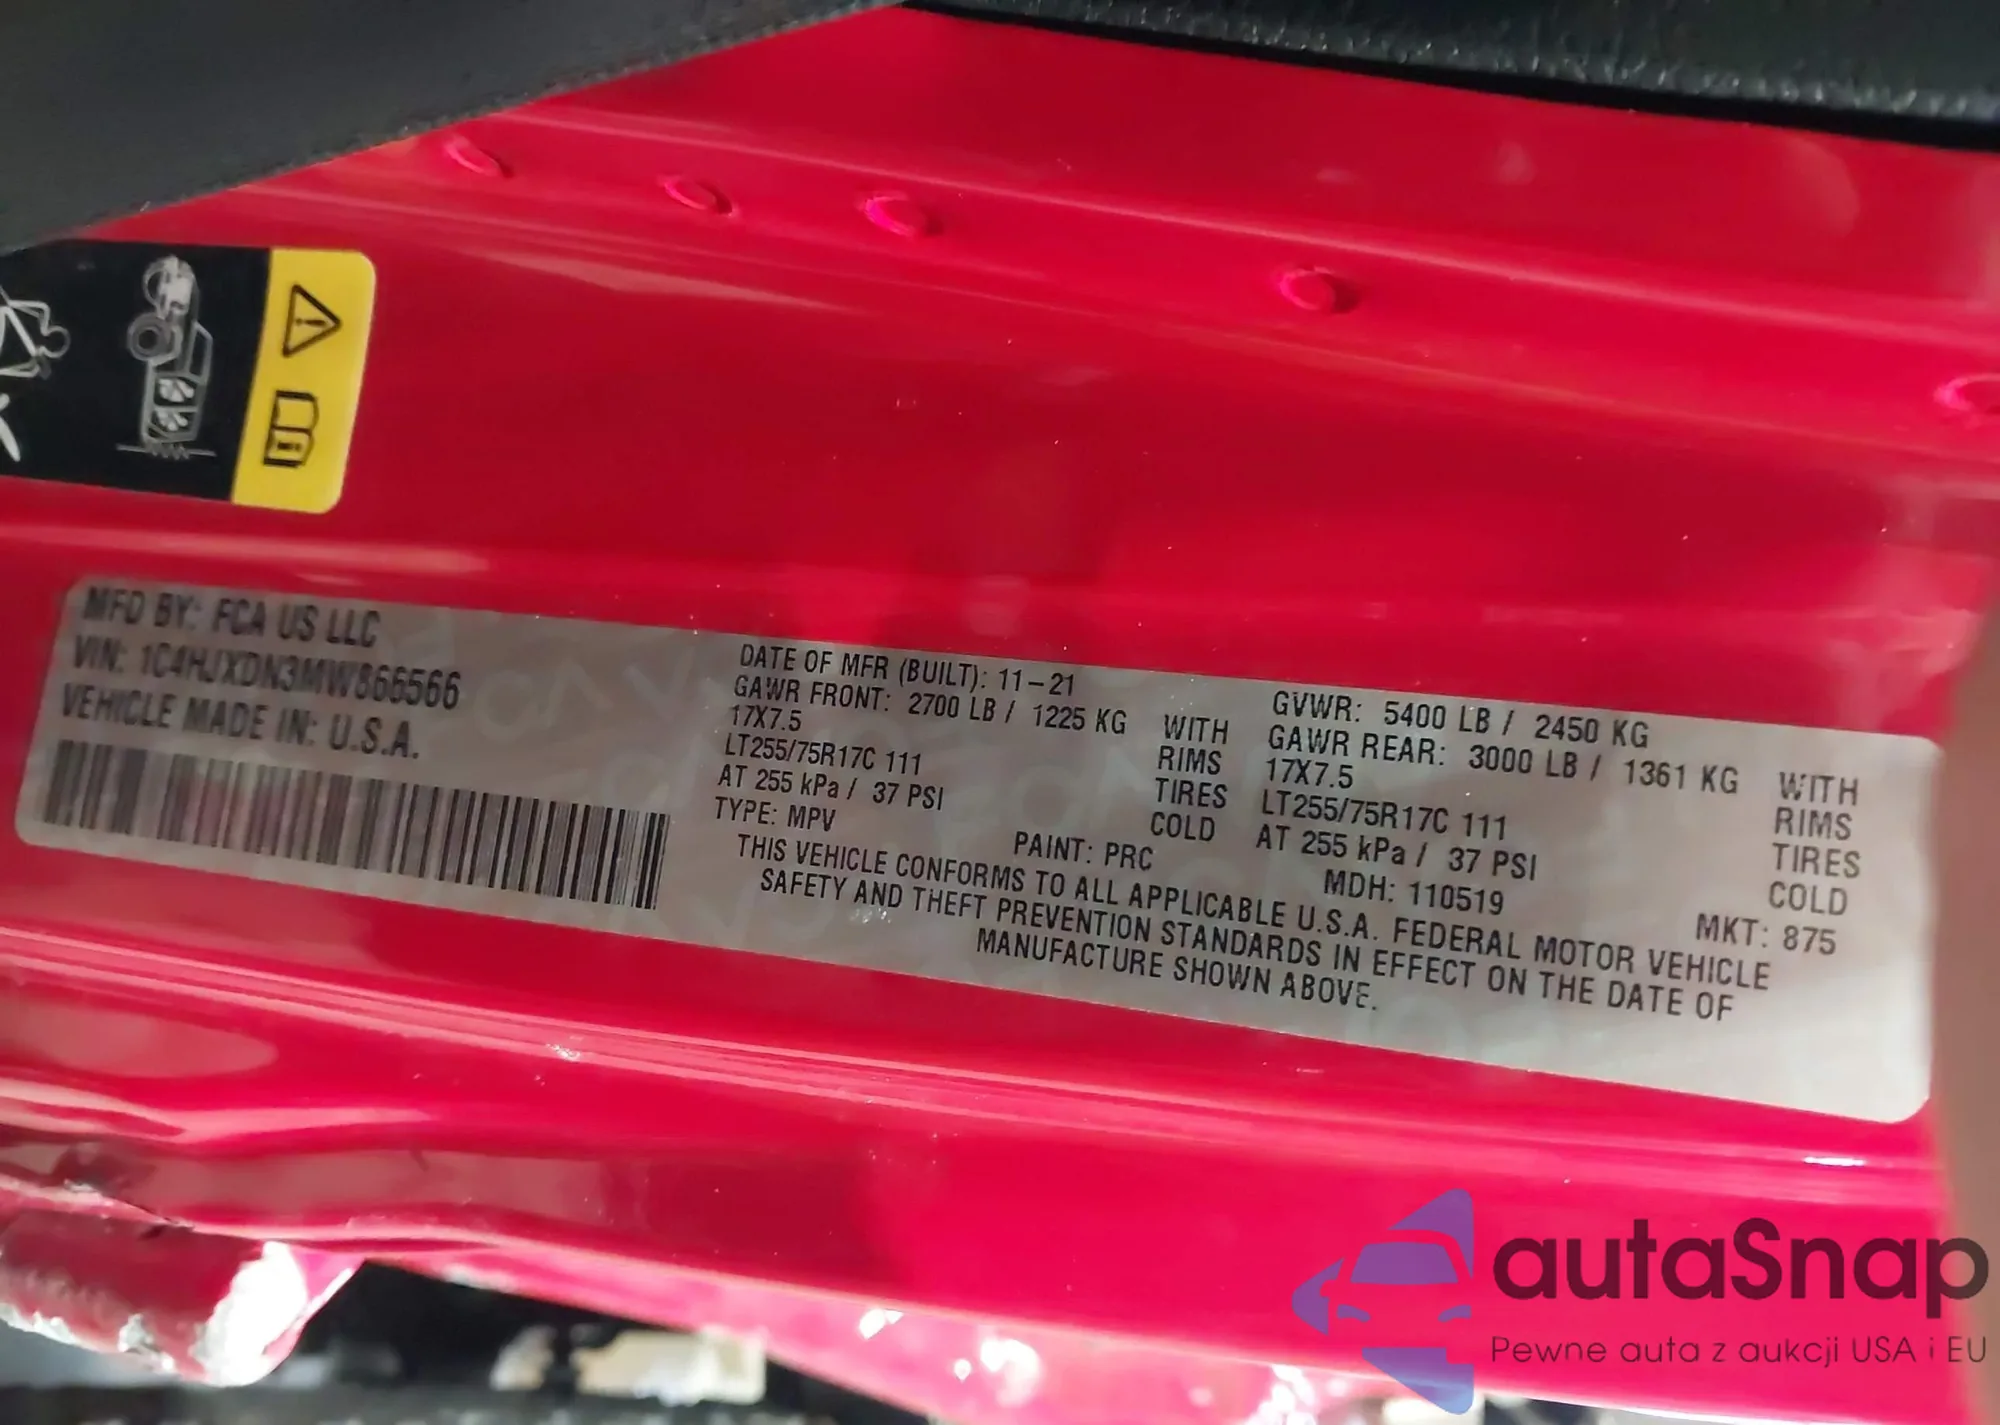 MFD BY: FCA US LLC
VIN: 1C4HJXDN3MW866566
VEHICLE MADE IN: U.S.A.
DATE OF MFR (BUILT): 11-21
GVWR: 5400 LB / 2450 KG
GAWR FRONT: 2700 LB / 1225 KG WITH
17X7.5 RIMS
LT255/75R17C 111 TIRES
AT 255 kPa / 37 PSI COLD
GAWR REAR: 3000 LB / 1361 KG WITH
17X7.5 RIMS
LT255/75R17C 111 TIRES
AT 255 kPa / 37 PSI COLD
TYPE: MPV PAINT: PRC MDH: 110519 MKT: 875
THIS VEHICLE CONFORMS TO ALL APPLICABLE U.S.A. FEDERAL MOTOR VEHICLE
SAFETY AND THEFT PREVENTION STANDARDS IN EFFECT ON THE DATE OF
MANUFACTURE SHOWN ABOVE.
autaSnap
Pewne auta z aukcji USA i EU